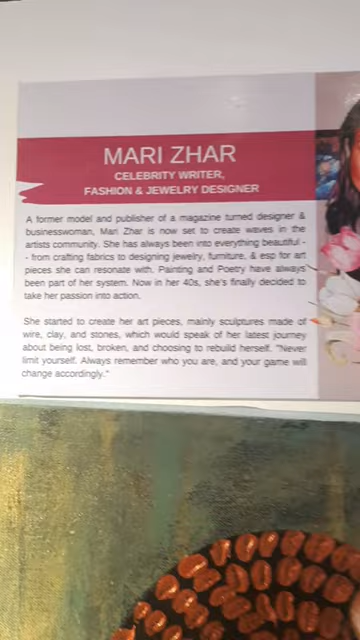 MARI ZHAR
CELEBRITY WRITER,
FASHION & JEWELRY DESIGNER
A former model and publisher of a magazine turned designer &
businesswoman, Mari Zhar is now set to create waves in the
artists community. She has always been into everything beautiful -
- from crafting fabrics to designing jewelry, furniture, & esp for art
pieces she can resonate with. Painting and Poetry have always
been part of her system. Now in her 40s, she's finally decided to
take her passion into action.
She started to create her art pieces, mainly sculptures made of
wire, clay, and stones, which would speak of her latest journey
about being lost, broken, and choosing to rebuild herself. "Never
limit yourself. Always remember who you are, and your game will
change accordingly."